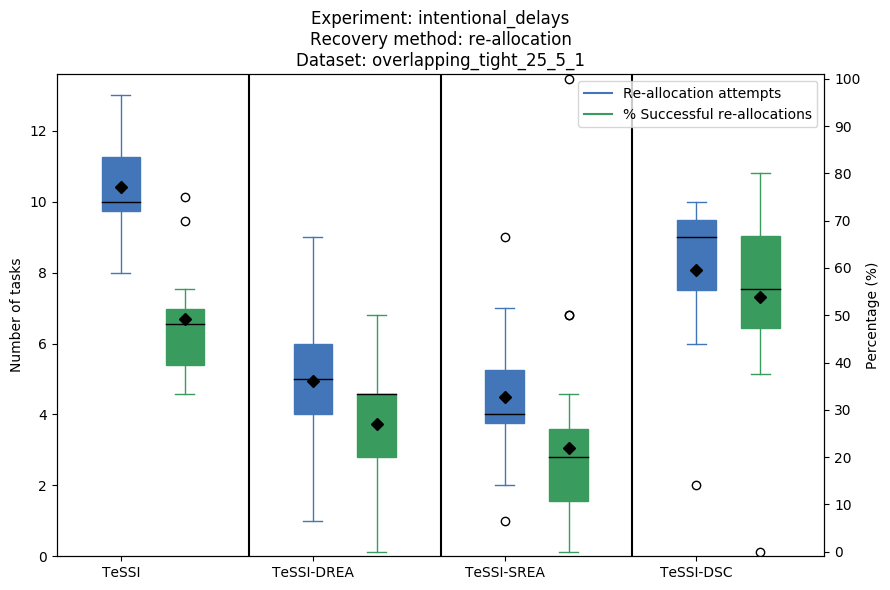 Experiment: intentional_delays
Recovery method: re-allocation
Dataset: overlapping_tight_25_5_1
Re-allocation attempts
% Successful re-allocations
Number of tasks
12
10
8
6
4
2
0
100
90
80
70
60
50
40
30
20
10
0
Percentage (%)
TeSSI
TeSSI-DREA
TeSSI-SREA
TeSSI-DSC